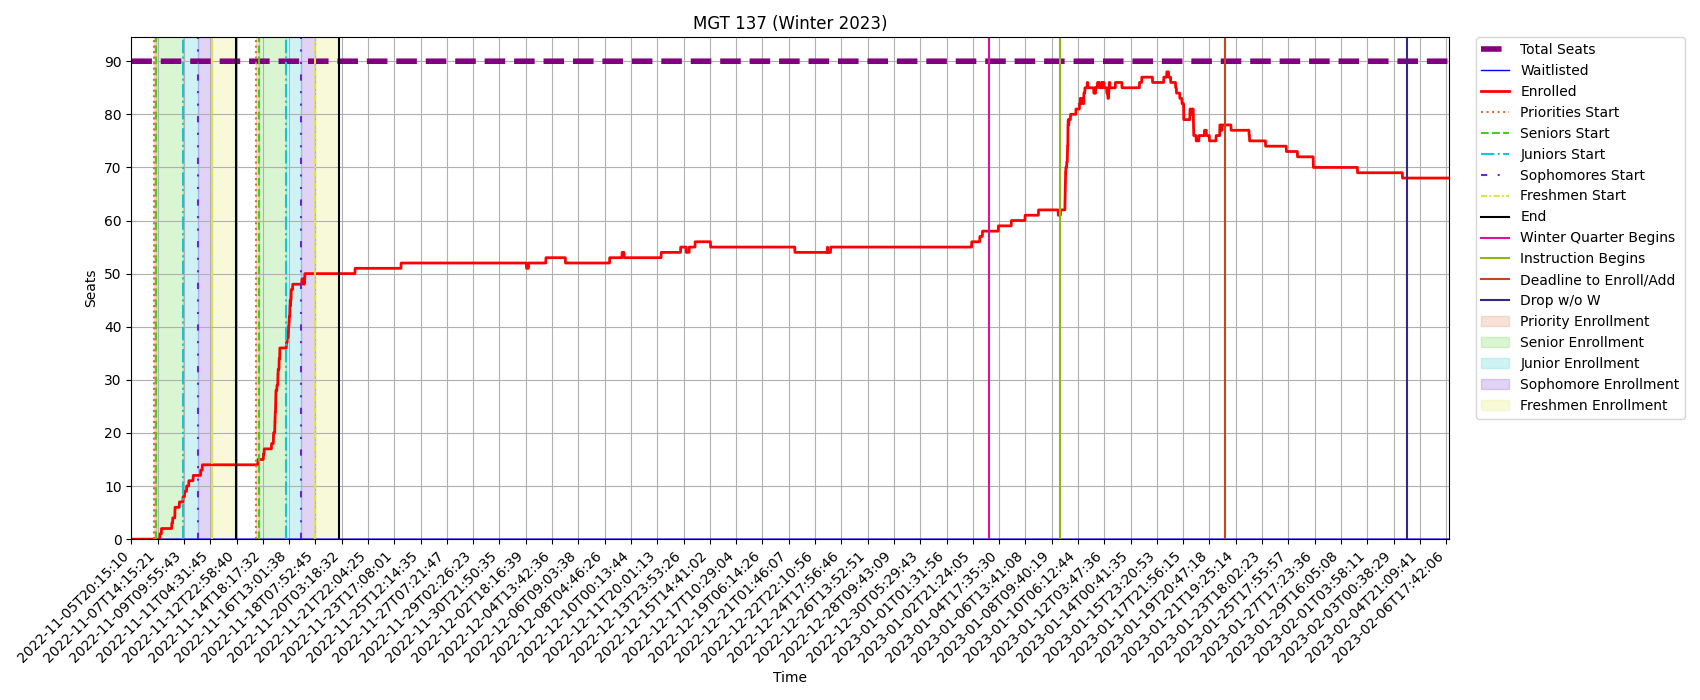 MGT 137 (Winter 2023)
90
80
70
60
50
40
30
20
10
0
Seats
2022-11-05T20:15:10
2022-11-07T14:15:21
2022-11-09T09:55:43
2022-11-11T04:31:45
2022-11-12T22:58:40
2022-11-14T18:17:32
2022-11-16T13:01:38
2022-11-18T07:52:45
2022-11-20T03:18:32
2022-11-21T22:04:25
2022-11-23T17:08:01
2022-11-25T12:14:35
2022-11-27T07:21:47
2022-11-29T02:26:23
2022-11-30T21:50:35
2022-12-02T18:16:39
2022-12-04T13:42:36
2022-12-06T09:03:38
2022-12-08T04:46:26
2022-12-10T00:13:44
2022-12-11T20:01:13
2022-12-13T23:53:26
2022-12-15T14:41:02
2022-12-17T10:29:04
2022-12-19T06:14:26
2022-12-21T01:46:07
2022-12-22T22:10:56
2022-12-24T17:56:46
2022-12-26T13:52:51
2022-12-28T09:43:09
2022-12-30T05:29:43
2023-01-01T01:31:56
2023-01-02T21:24:05
2023-01-04T17:35:30
2023-01-06T13:41:08
2023-01-08T09:40:19
2023-01-10T06:12:44
2023-01-12T03:47:36
2023-01-14T00:41:35
2023-01-15T23:20:53
2023-01-17T21:56:15
2023-01-19T20:47:18
2023-01-21T19:25:14
2023-01-23T18:02:23
2023-01-25T17:55:57
2023-01-27T17:23:36
2023-01-29T16:05:08
2023-02-01T03:58:11
2023-02-03T00:38:29
2023-02-04T21:09:41
2023-02-06T17:42:06
Time
Total Seats
Waitlisted
Enrolled
Priorities Start
Seniors Start
Juniors Start
Sophomores Start
Freshmen Start
End
Winter Quarter Begins
Instruction Begins
Deadline to Enroll/Add
Drop w/o W
Priority Enrollment
Senior Enrollment
Junior Enrollment
Sophomore Enrollment
Freshmen Enrollment